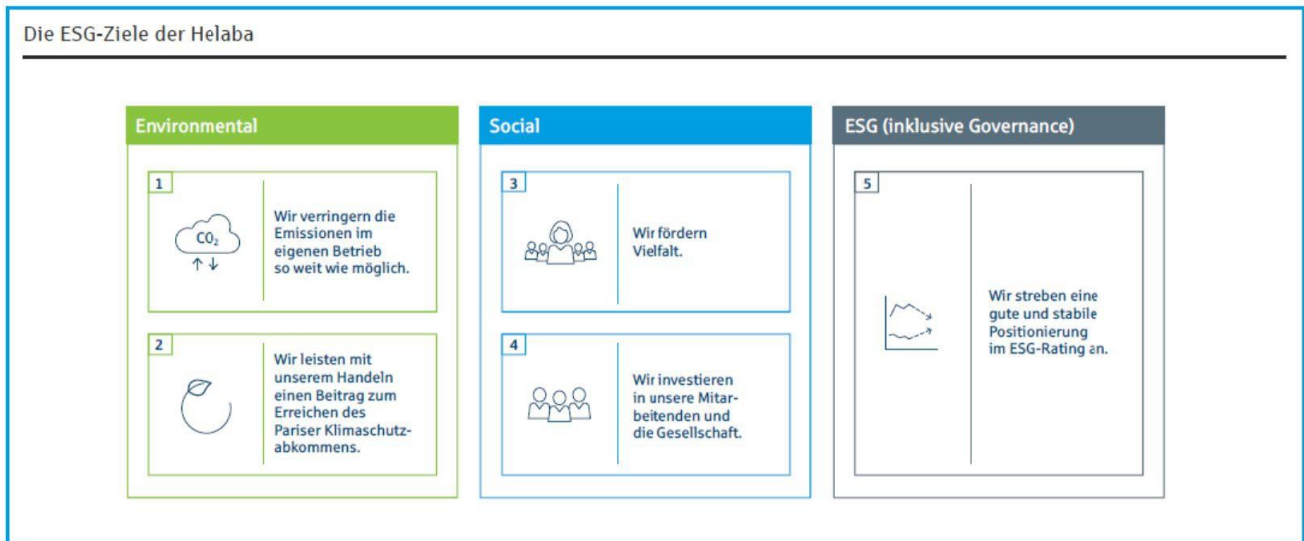 Die ESG-Ziele der Helaba
Environmental
1
CO₂
Wir verringern die
Emissionen im
eigenen Betrieb
so weit wie möglich.
2
Wir leisten mit
unserem Handeln
einen Beitrag zum
Erreichen des
Pariser Klimaschutz-
abkommens.
Social
3
Wir fördern
Vielfalt.
4
Wir investieren
in unsere Mitar-
beitenden und
die Gesellschaft.
ESG (inklusive Governance)
5
Wir streben eine
gute und stabile
Positionierung
im ESG-Rating an.